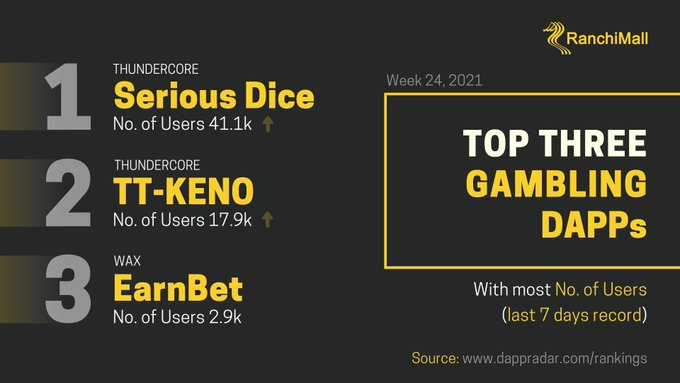 RanchiMall
Week 24, 2021
TOP THREE
GAMBLING
DAPPs
With most No. of Users
(last 7 days record)
1
THUNDERCORE
Serious Dice
No. of Users 41.1k
2
THUNDERCORE
TT-KENO
No. of Users 17.9k
3
WAX
EarnBet
No. of Users 2.9k
Source: www.dappradar.com/rankings